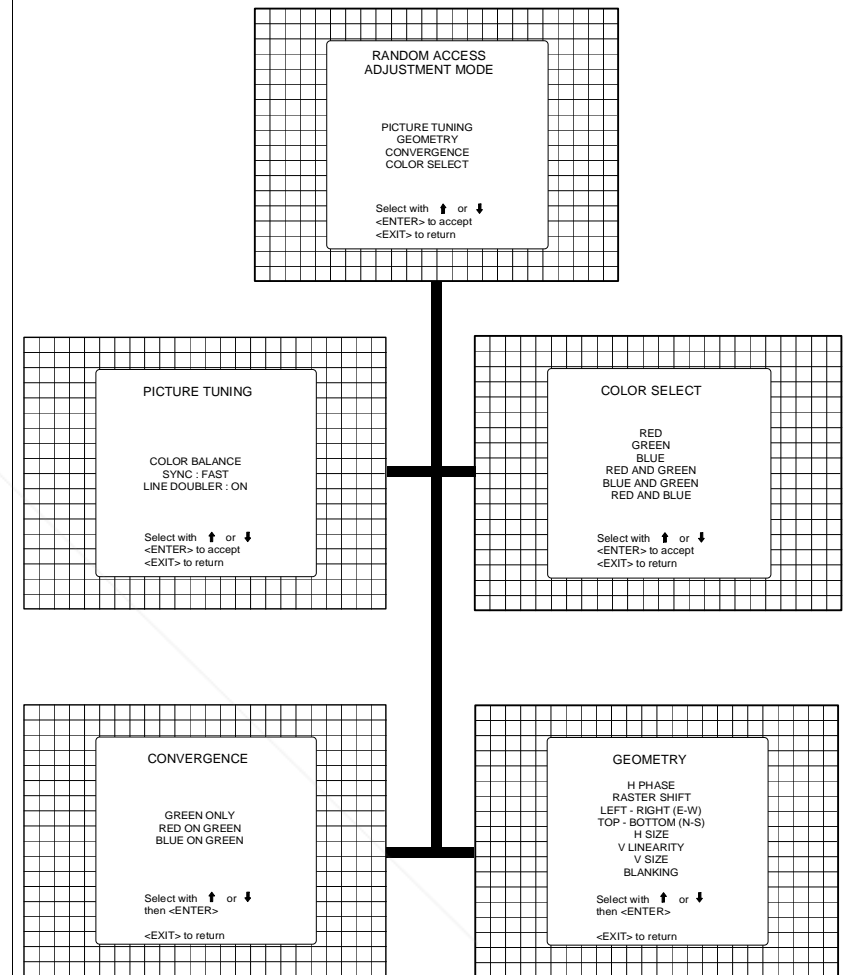 RANDOM ACCESS
ADJUSTMENT MODE
PICTURE TUNING
GEOMETRY
CONVERGENCE
COLOR SELECT
Select with ⬆ or ⬇
<ENTER> to accept
<EXIT> to return
PICTURE TUNING
COLOR BALANCE
SYNC : FAST
LINE DOUBLER : ON
Select with ⬆ or ⬇
<ENTER> to accept
<EXIT> to return
COLOR SELECT
RED
GREEN
BLUE
RED AND GREEN
BLUE AND GREEN
RED AND BLUE
Select with ⬆ or ⬇
<ENTER> to accept
<EXIT> to return
CONVERGENCE
GREEN ONLY
RED ON GREEN
BLUE ON GREEN
Select with ⬆ or ⬇
then <ENTER>
<EXIT> to return
GEOMETRY
H PHASE
RASTER SHIFT
LEFT - RIGHT (E-W)
TOP - BOTTOM (N-S)
H SIZE
V LINEARITY
V SIZE
BLANKING
Select with ⬆ or ⬇
then <ENTER>
<EXIT> to return